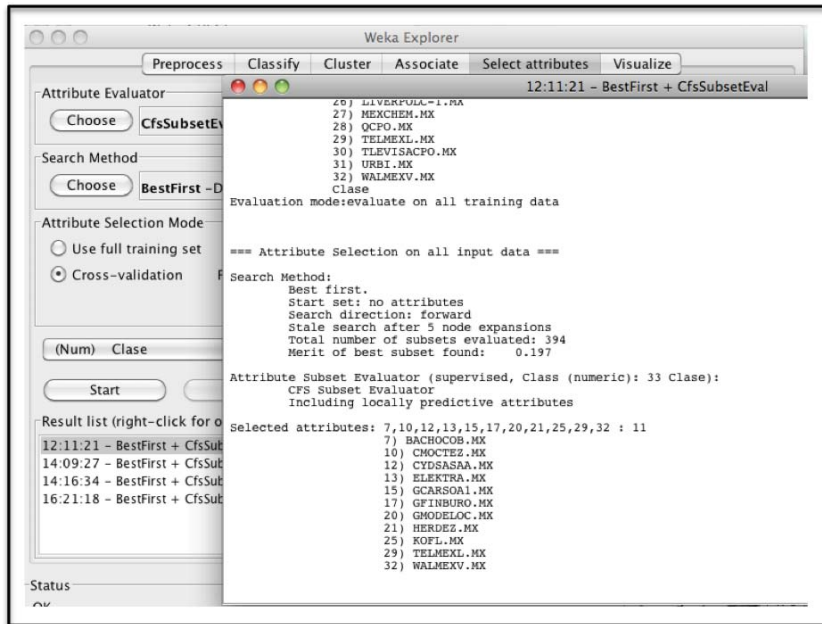 Weka Explorer
Preprocess Classify Cluster Associate Select attributes Visualize
Attribute Evaluator
Choose CfsSubsetEv
Search Method
Choose BestFirst -D
Attribute Selection Mode
Use full training set
Cross-validation F
(Num) Clase
Start
Result list (right-click for o
12:11:21 - BestFirst + CfsSub
14:09:27 - BestFirst + CfsSub
14:16:34 - BestFirst + CfsSub
16:21:18 - BestFirst + CfsSub
Status
OK
12:11:21 - BestFirst + CfsSubsetEval
26) LIVERPOLC-1.MX
27) MEXCHEM.MX
28) QCPO.MX
29) TELMEXL.MX
30) TLEVISACPO.MX
31) URBI.MX
32) WALMEXV.MX
Clase
Evaluation mode:evaluate on all training data
=== Attribute Selection on all input data ===
Search Method:
Best first.
Start set: no attributes
Search direction: forward
Stale search after 5 node expansions
Total number of subsets evaluated: 394
Merit of best subset found: 0.197
Attribute Subset Evaluator (supervised, Class (numeric): 33 Clase):
CFS Subset Evaluator
Including locally predictive attributes
Selected attributes: 7,10,12,13,15,17,20,21,25,29,32 : 11
7) BACHOCOB.MX
10) CMOCTEZ.MX
12) CYDSASAA.MX
13) ELEKTRA.MX
15) GCARSOA1.MX
17) GFINBURO.MX
20) GMODELOC.MX
21) HERDEZ.MX
25) KOFL.MX
29) TELMEXL.MX
32) WALMEXV.MX